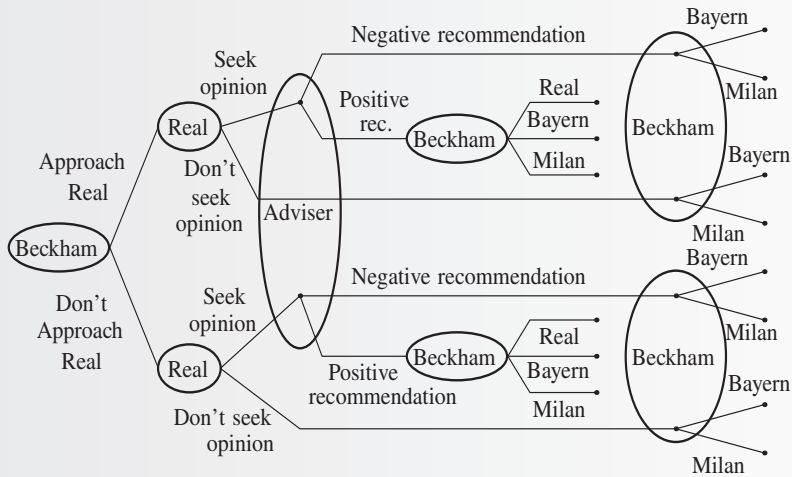 Bayern
Negative recommendation
Seek
opinion
Milan
Real
Positive
rec.
Real
Bayern
Beckham
Beckham
Milan
Approach
Real
Don't
seek
opinion
Bayern
Adviser
Milan
Beckham
Bayern
Negative recommendation
Don't
Approach
Real
Seek
opinion
Milan
Real
Real
Beckham
Bayern
Beckham
Positive
recommendation
Milan
Bayern
Don't seek
opinion
Milan